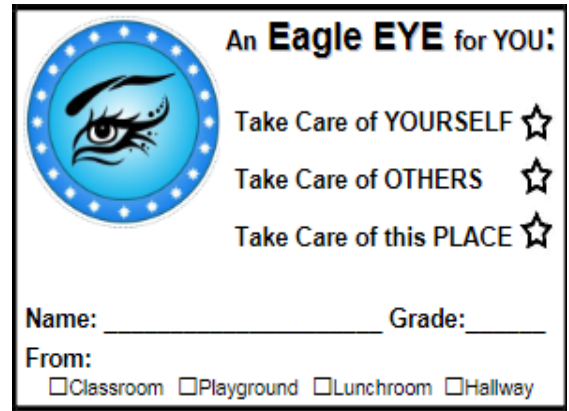 An Eagle EYE for YOU:
Take Care of YOURSELF ☆
Take Care of OTHERS ☆
Take Care of this PLACE ☆
Name: _____________________ Grade:______
From:
☐Classroom ☐Playground ☐Lunchroom ☐Hallway